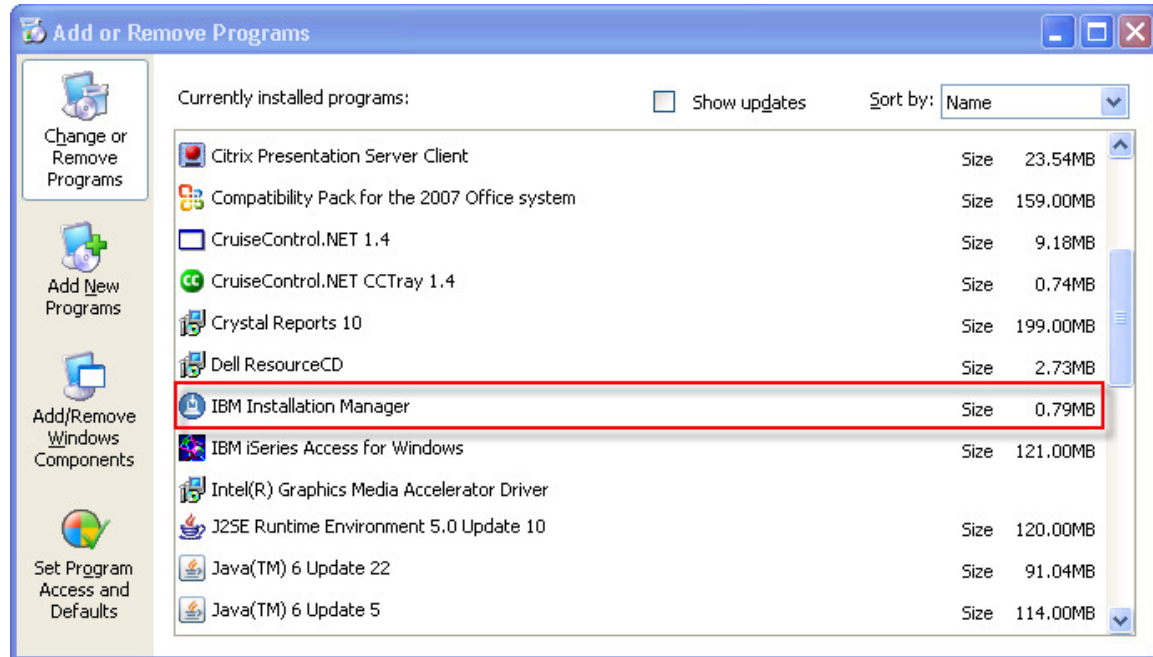 Add or Remove Programs
Change or
Remove
Programs
Add New
Programs
Add/Remove
Windows
Components
Set Program
Access and
Defaults
Currently installed programs:
Show updates
Sort by: Name
Citrix Presentation Server Client Size 23.54MB
Compatibility Pack for the 2007 Office system Size 159.00MB
CruiseControl.NET 1.4 Size 9.18MB
CruiseControl.NET CCTray 1.4 Size 0.74MB
Crystal Reports 10 Size 199.00MB
Dell ResourceCD Size 2.73MB
IBM Installation Manager Size 0.79MB
IBM iSeries Access for Windows Size 121.00MB
Intel(R) Graphics Media Accelerator Driver
J2SE Runtime Environment 5.0 Update 10 Size 120.00MB
Java(TM) 6 Update 22 Size 91.04MB
Java(TM) 6 Update 5 Size 114.00MB